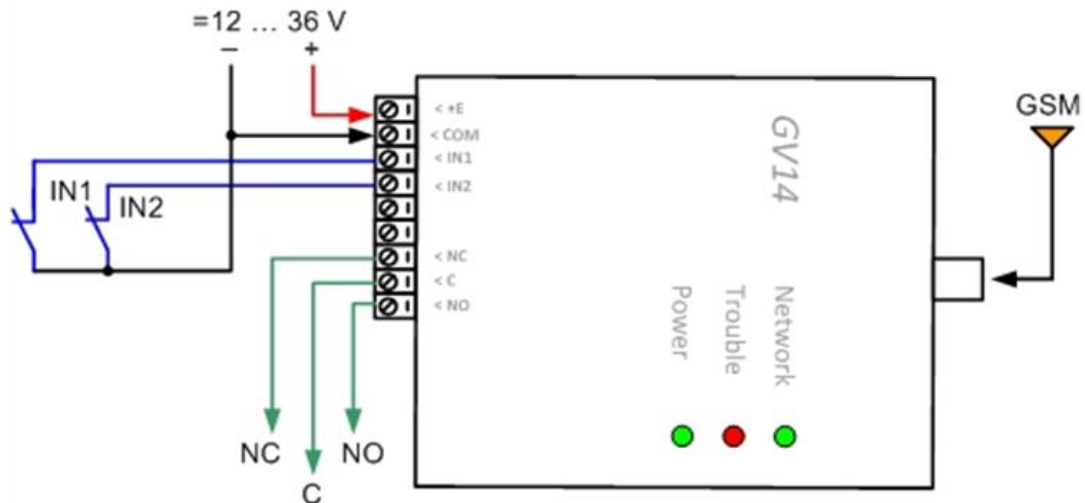 =12 ... 36 V
– +
GSM
< +E
< COM
< IN1
< IN2
< NC
< C
< NO
IN1
IN2
GV14
Power
Trouble
Network
NC
C
NO